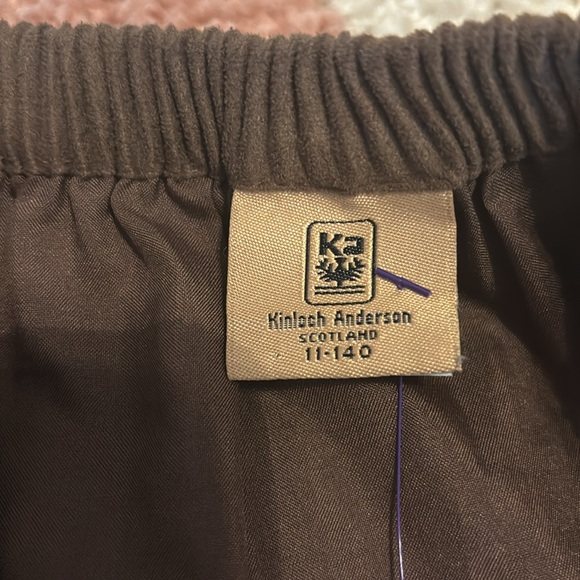 Ka
Kinloch Anderson
SCOTLAND
11-140